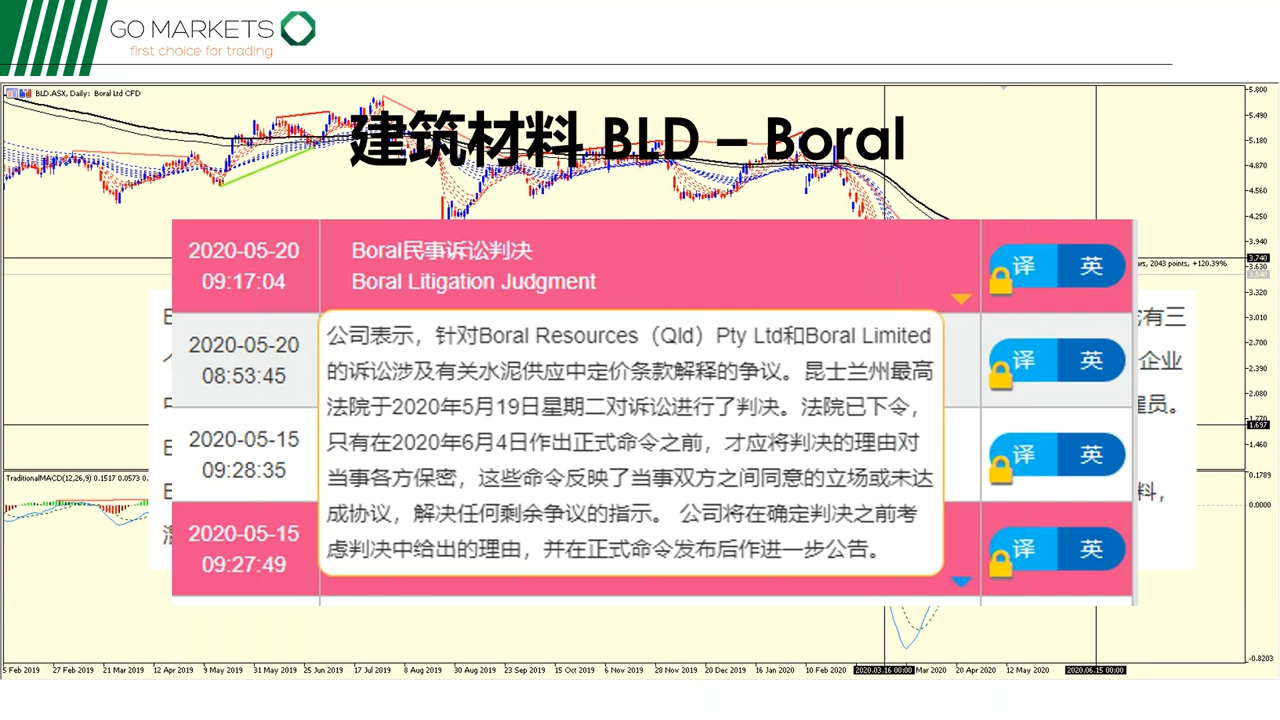 GO MARKETS
first choice for trading
BLD.ASX, Daily: Boral Ltd CFD
建筑材料 BLD – Boral
5.800
5.490
5.180
4.870
4.560
4.250
3.940
3.740
3.630
ars, 2043 points, +120.39%
3.320
3.010
2.700
2.390
2.080
1.770
1.697
1.460
0.1789
0.0000
-0.8203
2020-05-20
09:17:04
Boral民事诉讼判决
Boral Litigation Judgment
译 英
2020-05-20
08:53:45
译 英
2020-05-15
09:28:35
译 英
2020-05-15
09:27:49
译 英
公司表示，针对Boral Resources（Qld）Pty Ltd和Boral Limited
的诉讼涉及有关水泥供应中定价条款解释的争议。昆士兰州最高
法院于2020年5月19日星期二对诉讼进行了判决。法院已下令，
只有在2020年6月4日作出正式命令之前，才应将判决的理由对
当事各方保密，这些命令反映了当事双方之间同意的立场或未达
成协议，解决任何剩余争议的指示。 公司将在确定判决之前考
虑判决中给出的理由，并在正式命令发布后作进一步公告。
有三
企业
雇员。
料，
TraditionalMACD(12,26,9) 0.1517 0.0573 0.
5 Feb 2019 27 Feb 2019 21 Mar 2019 12 Apr 2019 9 May 2019 31 May 2019 25 Jun 2019 17 Jul 2019 8 Aug 2019 30 Aug 2019 23 Sep 2019 15 Oct 2019 6 Nov 2019 28 Nov 2019 20 Dec 2019 16 Jan 2020 10 Feb 2020 2020.03.16 00:00 Mar 2020 20 Apr 2020 12 May 2020 2020.06.15 00:00